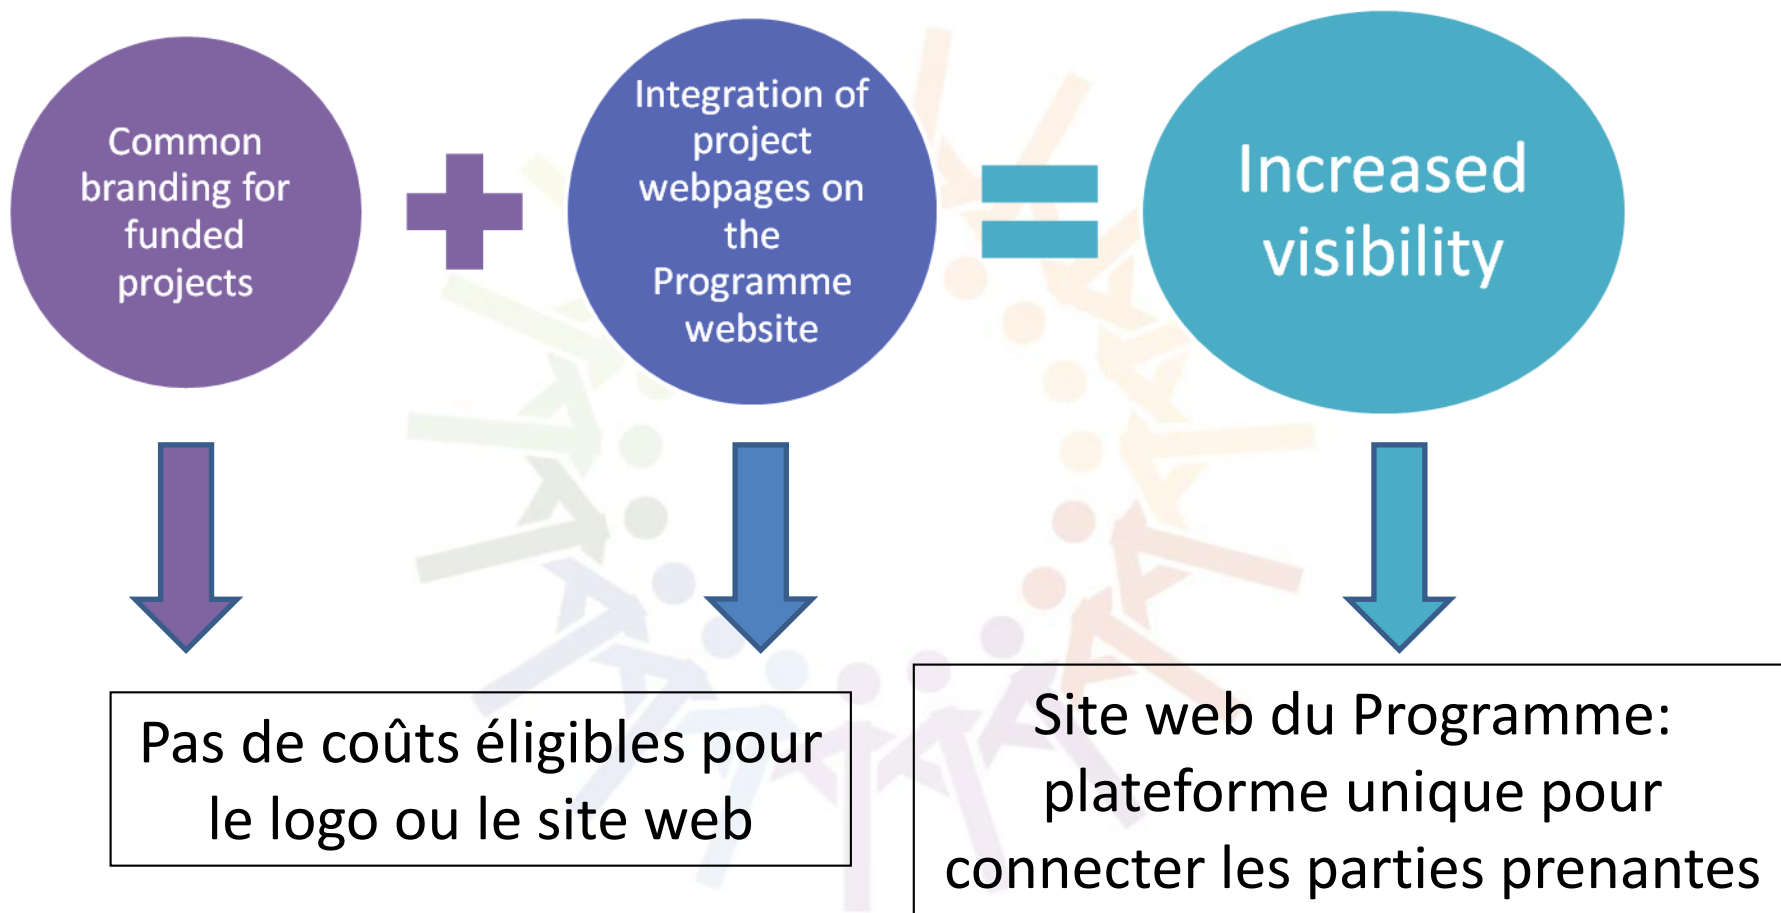 Common
branding for
funded
projects
Integration of
project
webpages on
the
Programme
website
Increased
visibility
Pas de coûts éligibles pour
le logo ou le site web
Site web du Programme:
plateforme unique pour
connecter les parties prenantes